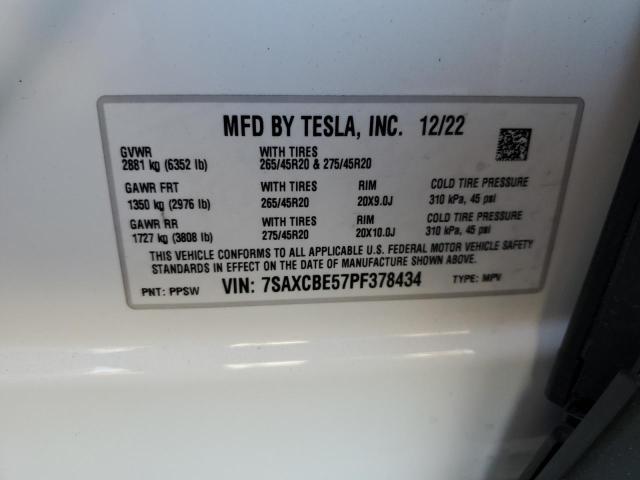 MFD BY TESLA, INC. 12/22
GVWR WITH TIRES
2881 kg (6352 lb) 265/45R20 & 275/45R20
GAWR FRT WITH TIRES RIM COLD TIRE PRESSURE
1350 kg (2976 lb) 265/45R20 20X9.0J 310 kPa, 45 psi
GAWR RR WITH TIRES RIM COLD TIRE PRESSURE
1727 kg (3808 lb) 275/45R20 20X10.0J 310 kPa, 45 psi
THIS VEHICLE CONFORMS TO ALL APPLICABLE U.S. FEDERAL MOTOR VEHICLE SAFETY
STANDARDS IN EFFECT ON THE DATE OF MANUFACTURE SHOWN ABOVE.
PNT: PPSW VIN: 7SAXCBE57PF378434 TYPE: MPV